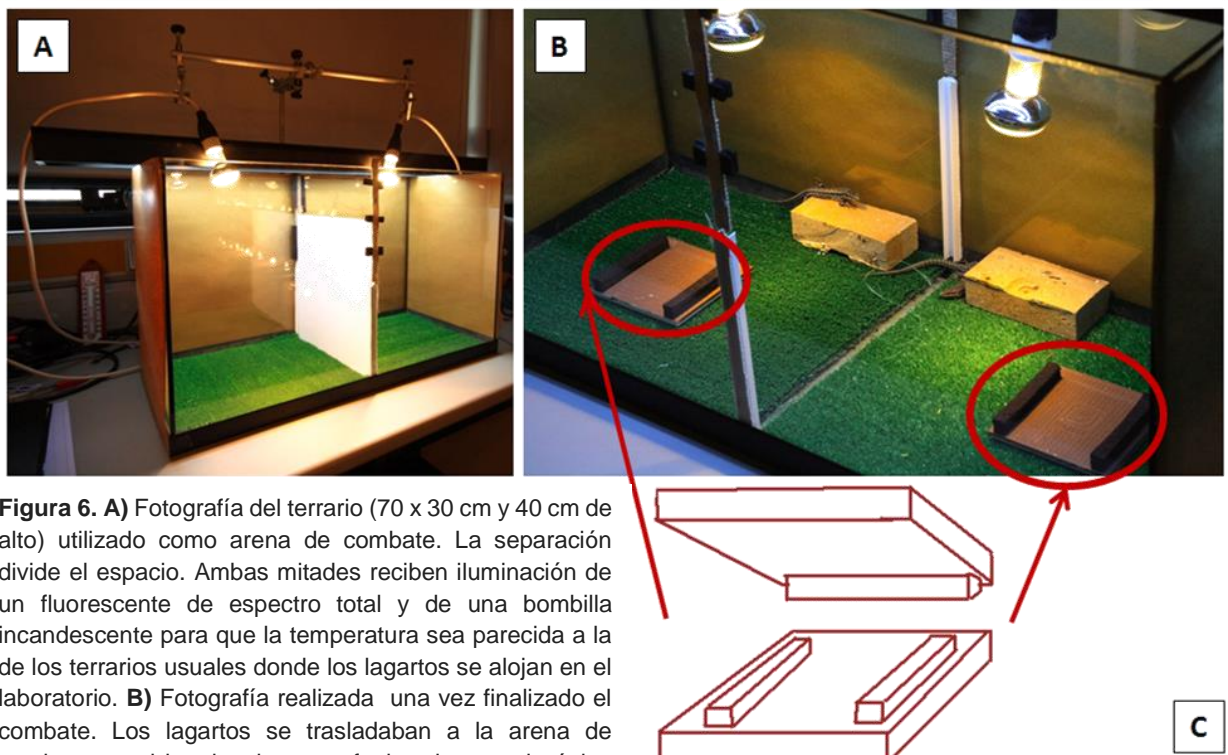 A
B
Figura 6. A) Fotografía del terrario (70 x 30 cm y 40 cm de
alto) utilizado como arena de combate. La separación
divide el espacio. Ambas mitades reciben iluminación de
un fluorescente de espectro total y de una bombilla
incandescente para que la temperatura sea parecida a la
de los terrarios usuales donde los lagartos se alojan en el
laboratorio. B) Fotografía realizada una vez finalizado el
combate. Los lagartos se trasladaban a la arena de
C